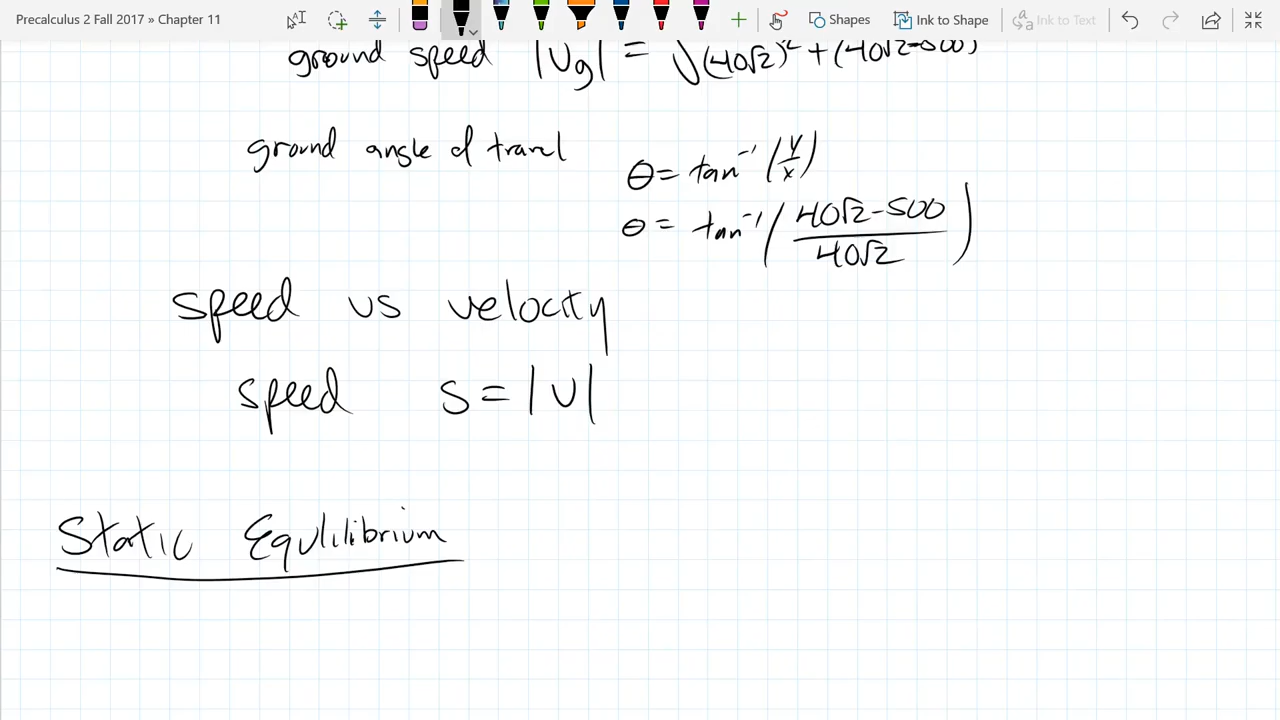 Precalculus 2 Fall 2017 » Chapter 11
Shapes
Ink to Shape
Ink to Text
ground speed |Vg| = √(40√2)² + (40√2-500)
ground angle of travel
θ = tan⁻¹ (y/x)
θ = tan⁻¹ ((40√2-500)/(40√2))
speed vs velocity
speed s = |v|
Static Equlilibrium